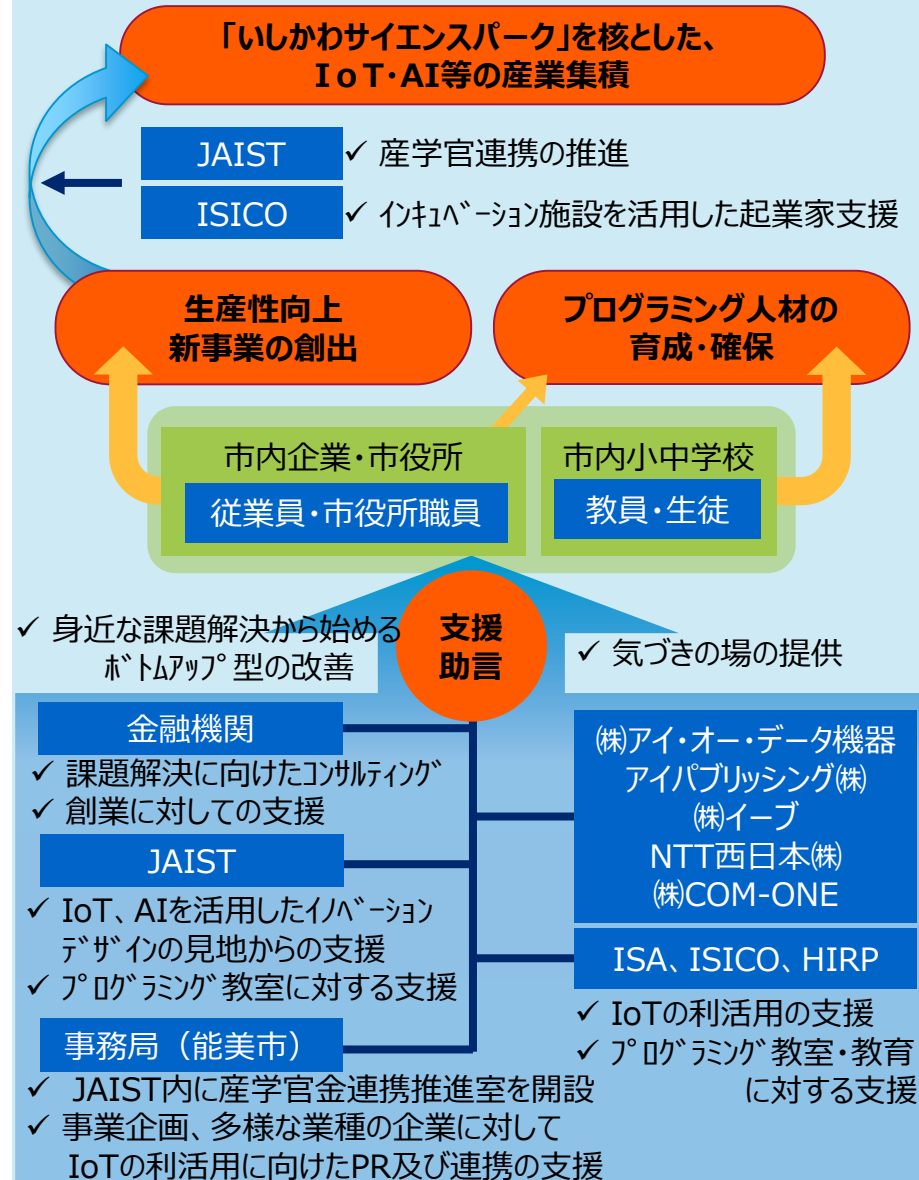 「いしかわサイエンスパーク」を核とした、
ＩｏＴ･AI等の産業集積
JAIST
✓ 産学官連携の推進
ISICO
✓ ｲﾝｷｭﾍﾞｰｼｮﾝ施設を活用した起業家支援
生産性向上
新事業の創出
プログラミング人材の
育成･確保
市内企業･市役所
従業員･市役所職員
市内小中学校
教員･生徒
支援
助言
✓ 身近な課題解決から始める
ﾎﾞﾄﾑｱｯﾌﾟ型の改善
✓ 気づきの場の提供
金融機関
✓ 課題解決に向けたｺﾝｻﾙﾃｨﾝｸﾞ
✓ 創業に対しての支援
JAIST
✓ IoT、AIを活用したｲﾉﾍﾞｰｼｮﾝ
ﾃﾞｻﾞｲﾝの見地からの支援
✓ ﾌﾟﾛｸﾞﾗﾐﾝｸﾞ教室に対する支援
事務局（能美市）
✓ JAIST内に産学官金連携推進室を開設
✓ 事業企画、多様な業種の企業に対して
IoTの利活用に向けたPR及び連携の支援
㈱アイ・オー・データ機器
アイパブリッシング㈱
㈱イーブ
NTT西日本㈱
㈱COM-ONE
ISA、ISICO、HIRP
✓ IoTの利活用の支援
✓ ﾌﾟﾛｸﾞﾗﾐﾝｸﾞ教室･教育
に対する支援